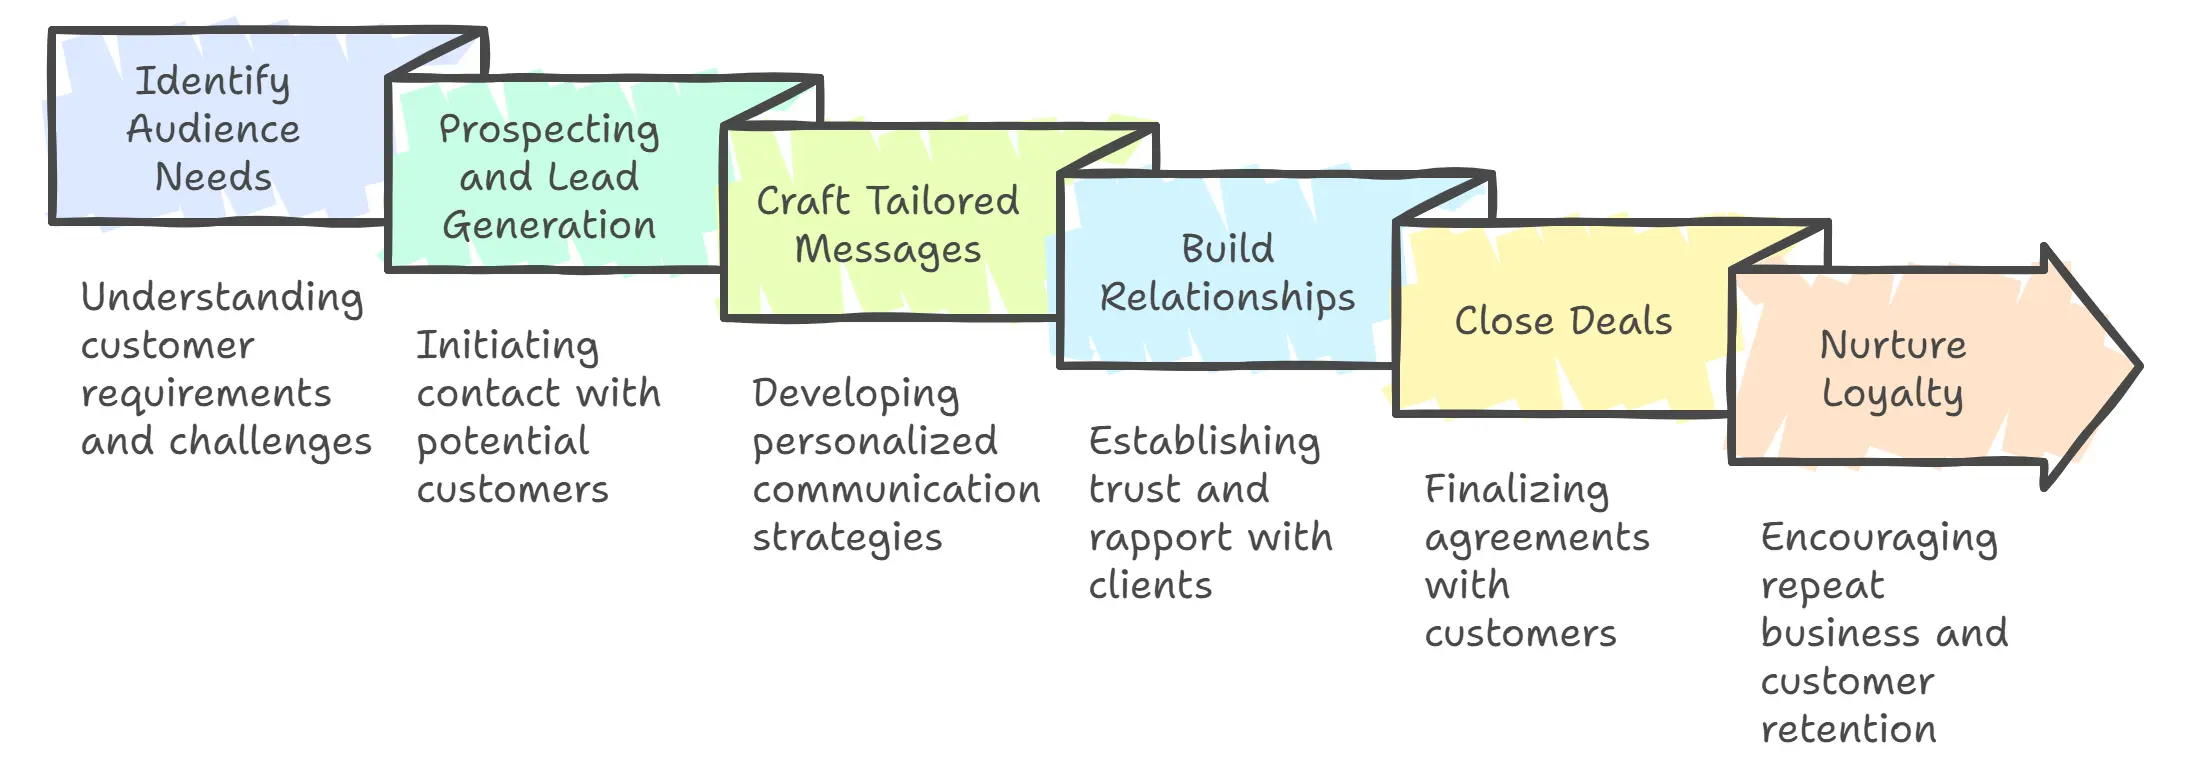 Identify
Audience
Needs
Understanding
customer
requirements
and challenges
Prospecting
and Lead
Generation
Initiating
contact with
potential
customers
Craft Tailored
Messages
Developing
personalized
communication
strategies
Build
Relationships
Establishing
trust and
rapport with
clients
Close Deals
Finalizing
agreements
with
customers
Nurture
Loyalty
Encouraging
repeat
business and
customer
retention